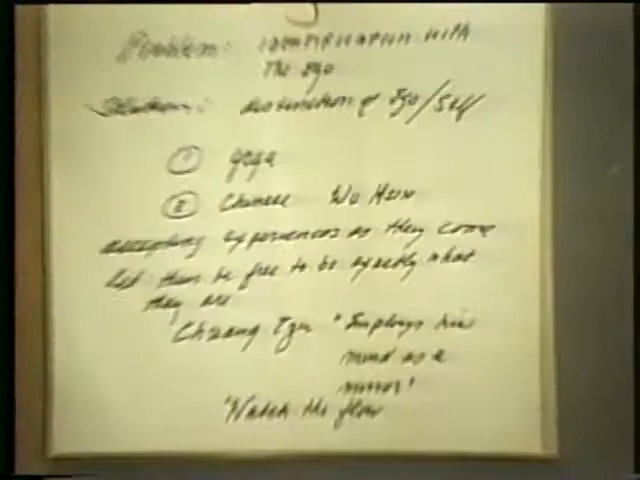 Problem: identification with
the ego
Solution: distinction of Ego/Self
① yoga
② Chinese Wu Hsin
accepting experiences as they come
let them be free to be exactly what
they are
Chuang Tzu "Employs his
mind as a
mirror"
"Watch the flow